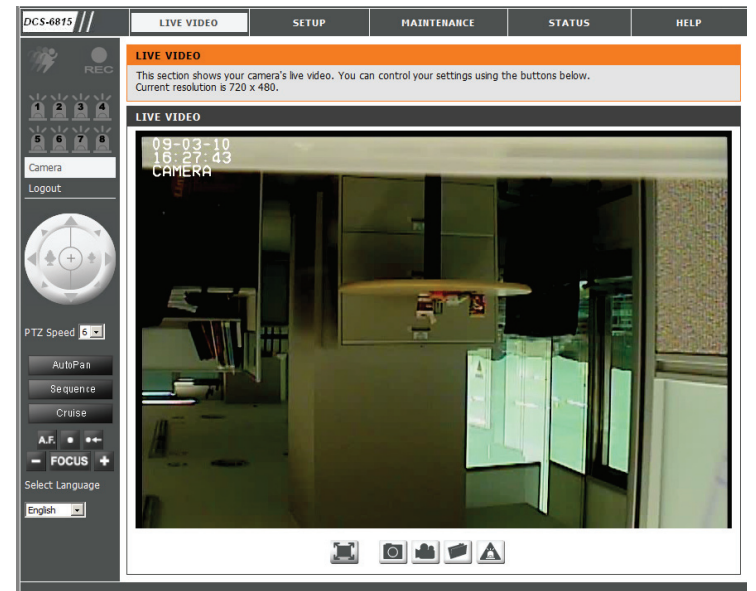 DCS-6815
LIVE VIDEO SETUP MAINTENANCE STATUS HELP
REC
1 2 3 4
5 6 7 8
Camera
Logout
PTZ Speed 6
AutoPan
Sequence
Cruise
A.F.
− FOCUS +
Select Language
English
LIVE VIDEO
This section shows your camera's live video. You can control your settings using the buttons below.
Current resolution is 720 x 480.
LIVE VIDEO
09-03-10
16:27:43
CAMERA